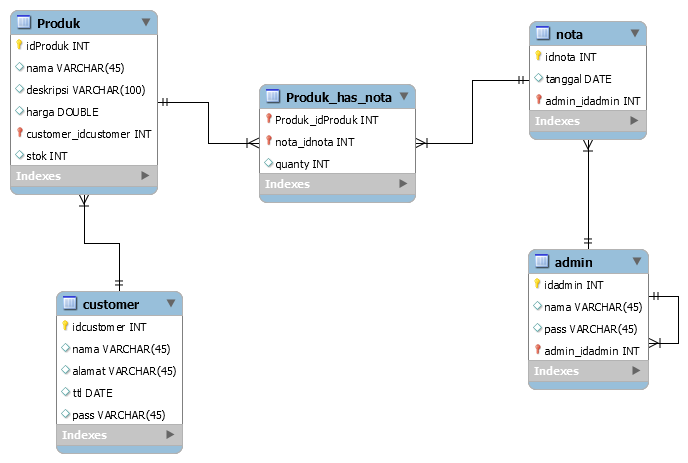 Produk
idProduk INT
nama VARCHAR(45)
deskripsi VARCHAR(100)
harga DOUBLE
customer_idcustomer INT
stok INT
Indexes
Produk_has_nota
Produk_idProduk INT
nota_idnota INT
quanty INT
Indexes
nota
idnota INT
tanggal DATE
admin_idadmin INT
Indexes
customer
idcustomer INT
nama VARCHAR(45)
alamat VARCHAR(45)
ttl DATE
pass VARCHAR(45)
Indexes
admin
idadmin INT
nama VARCHAR(45)
pass VARCHAR(45)
admin_idadmin INT
Indexes